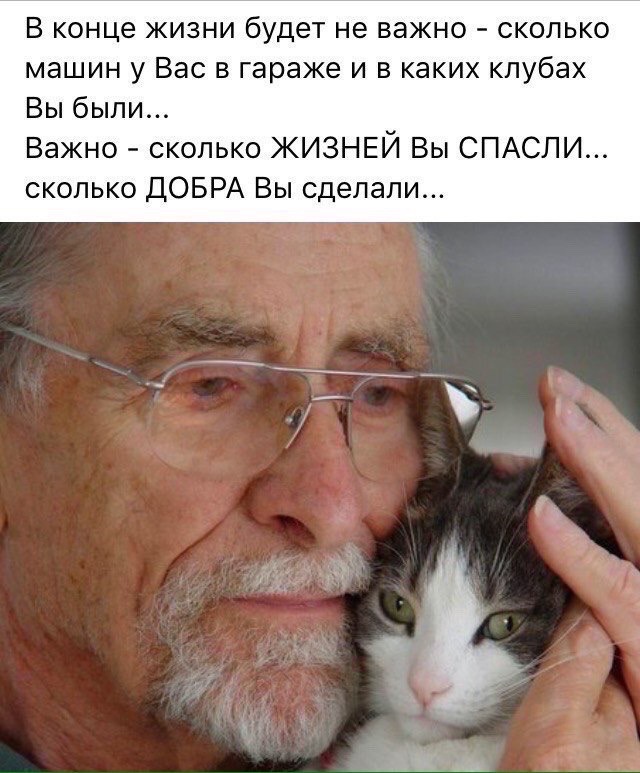 В конце жизни будет не важно - сколько
машин у Вас в гараже и в каких клубах
Вы были...
Важно - сколько ЖИЗНЕЙ Вы СПАСЛИ...
сколько ДОБРА Вы сделали...